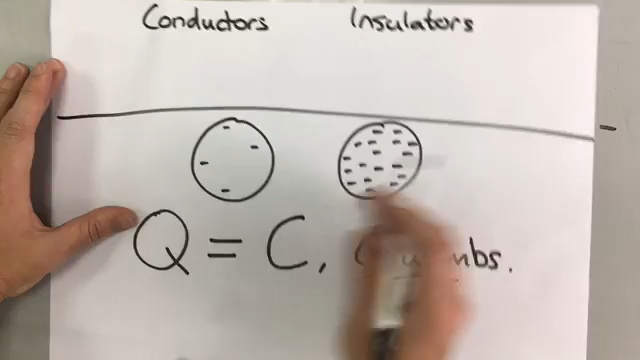 Conductors Insulators
Q = C,